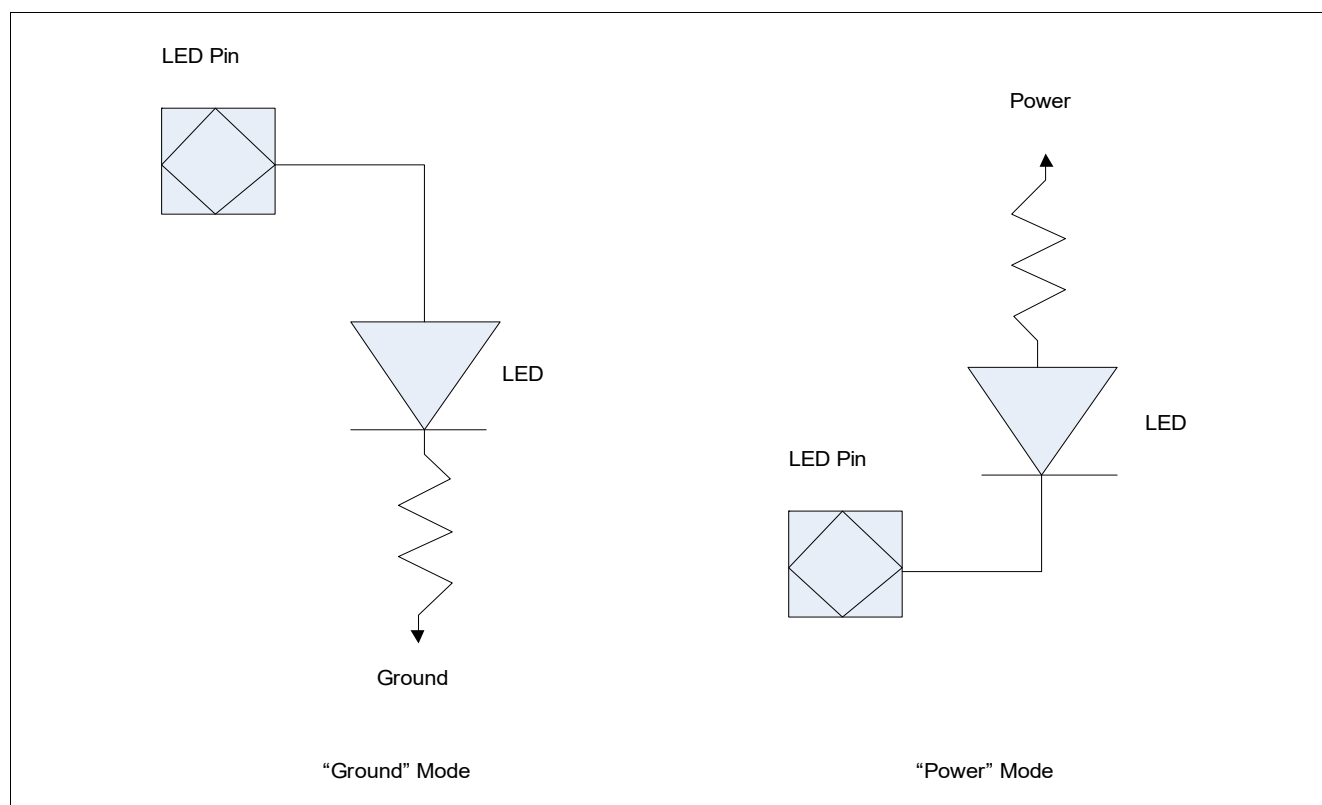 LED Pin
LED
Ground
“Ground” Mode
Power
LED
LED Pin
“Power” Mode